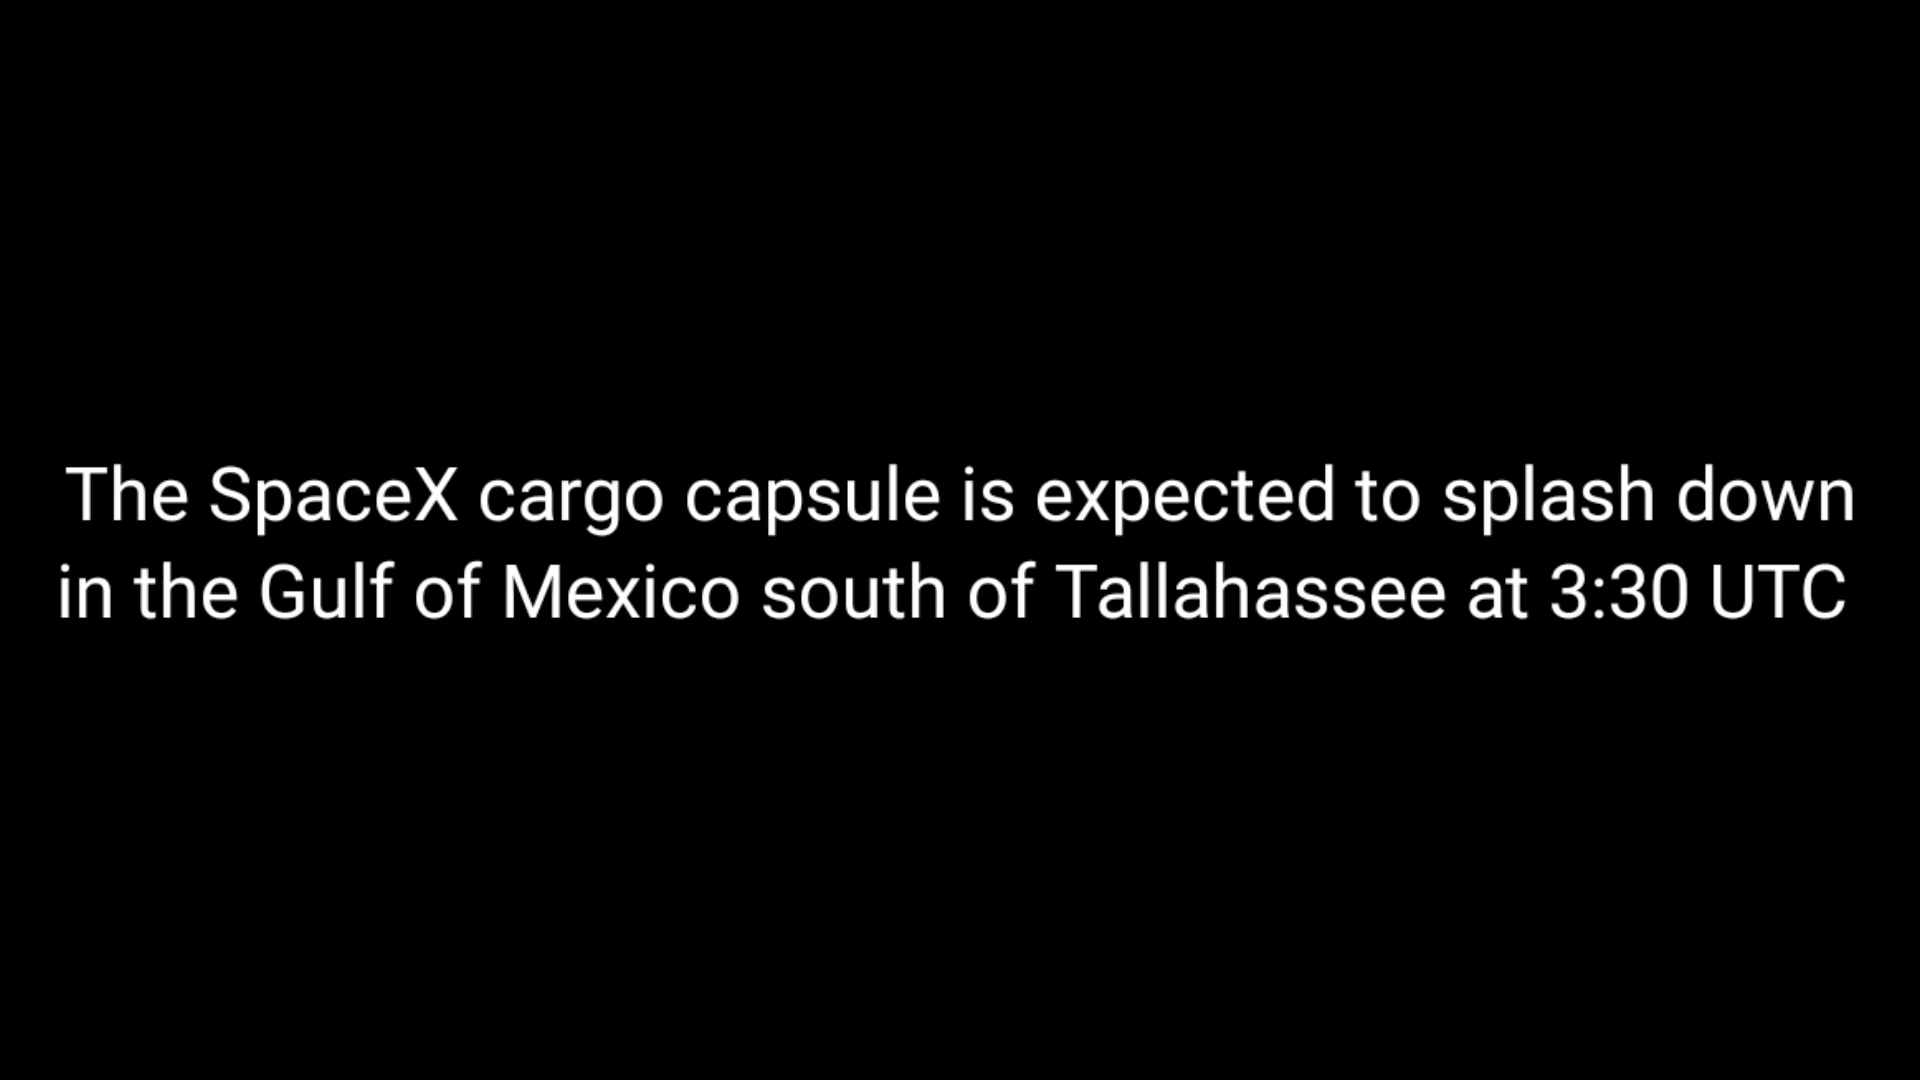 The SpaceX cargo capsule is expected to splash down
in the Gulf of Mexico south of Tallahassee at 3:30 UTC